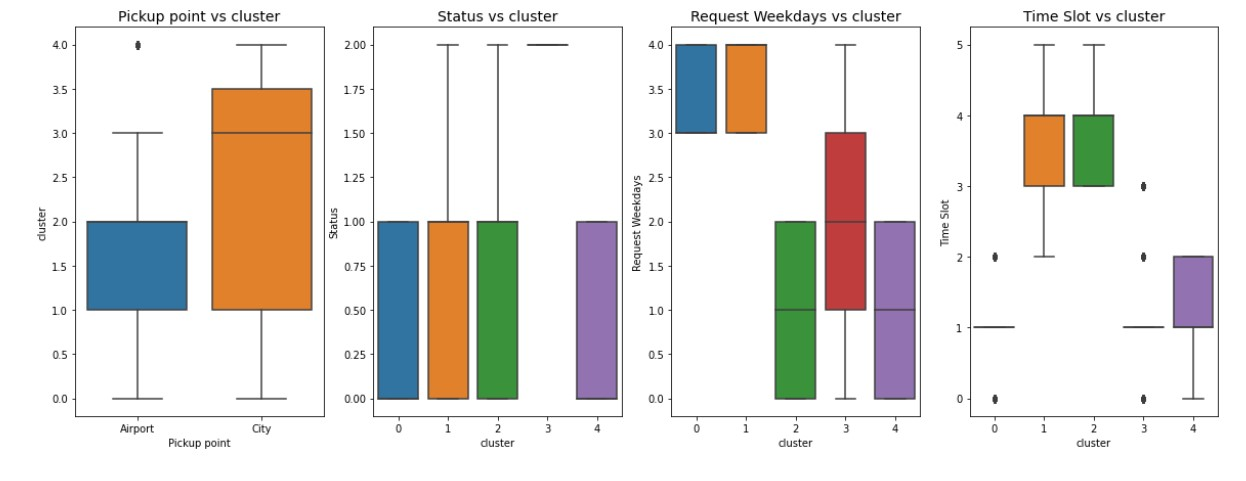 Pickup point vs cluster
4.0
3.5
3.0
2.5
2.0
1.5
1.0
0.5
0.0
cluster
Airport City
Pickup point
Status vs cluster
2.00
1.75
1.50
1.25
1.00
0.75
0.50
0.25
0.00
Status
0 1 2 3 4
cluster
Request Weekdays vs cluster
4.0
3.5
3.0
2.5
2.0
1.5
1.0
0.5
0.0
Request Weekdays
0 1 2 3 4
cluster
Time Slot vs cluster
5
4
3
2
1
0
Time Slot
0 1 2 3 4
cluster